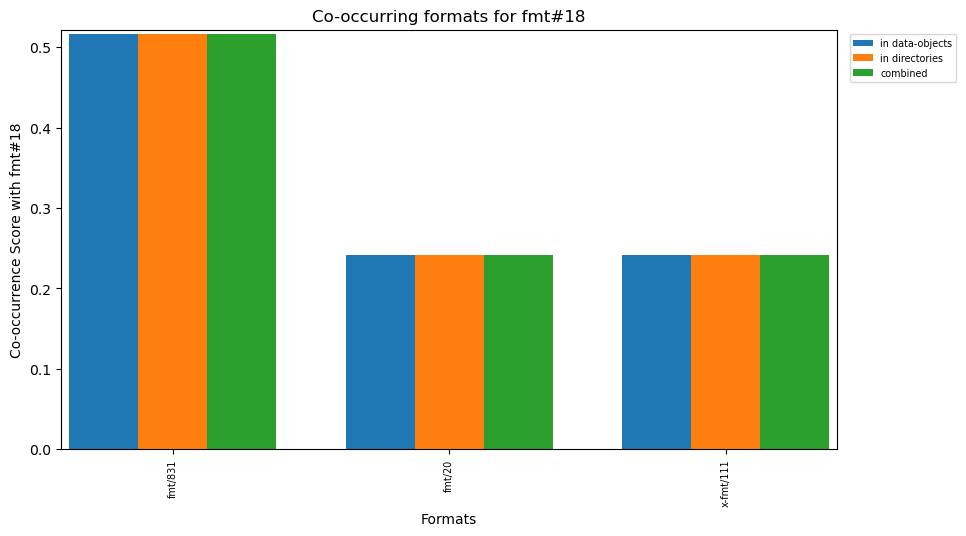 Co-occurring formats for fmt#18
in data-objects
in directories
combined
Co-occurrence Score with fmt#18
0.5
0.4
0.3
0.2
0.1
0.0
fmt/831
fmt/20
x-fmt/111
Formats